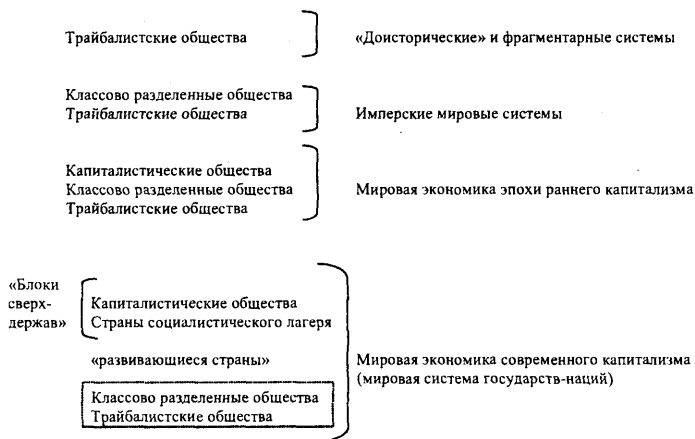 Трайбалистские общества
«Доисторические» и фрагментарные системы
Классово разделенные общества
Трайбалистские общества
Имперские мировые системы
Капиталистические общества
Классово разделенные общества
Трайбалистские общества
Мировая экономика эпохи раннего капитализма
«Блоки
сверх-
держав»
Капиталистические общества
Страны социалистического лагеря
«развивающиеся страны»
Классово разделенные общества
Трайбалистские общества
Мировая экономика современного капитализма
(мировая система государств-наций)